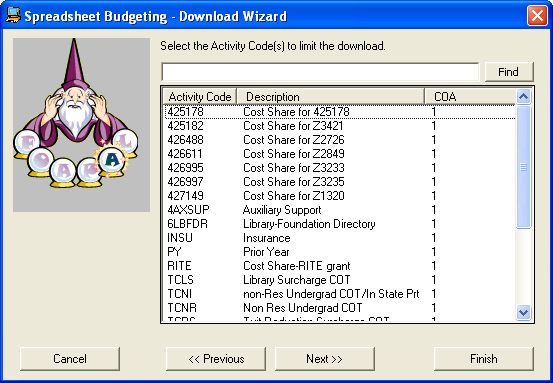 Spreadsheet Budgeting - Download Wizard
Select the Activity Code(s) to limit the download.
Find
Activity Code Description COA
425178 Cost Share for 425178 1
425182 Cost Share for Z3421 1
426488 Cost Share for Z2726 1
426611 Cost Share for Z2849 1
426995 Cost Share for Z3233 1
426997 Cost Share for Z3235 1
427149 Cost Share for Z1320 1
4AXSUP Auxiliary Support 1
6LBFDR Library-Foundation Directory 1
INSU Insurance 1
PY Prior Year 1
RITE Cost Share-RITE grant 1
TCLS Library Surcharge COT 1
TCNI non-Res Undergrad COT/In State Prt 1
TCNR Non Res Undergrad COT 1
Surcharge COT 1
F O A P A L
Cancel << Previous Next >> Finish